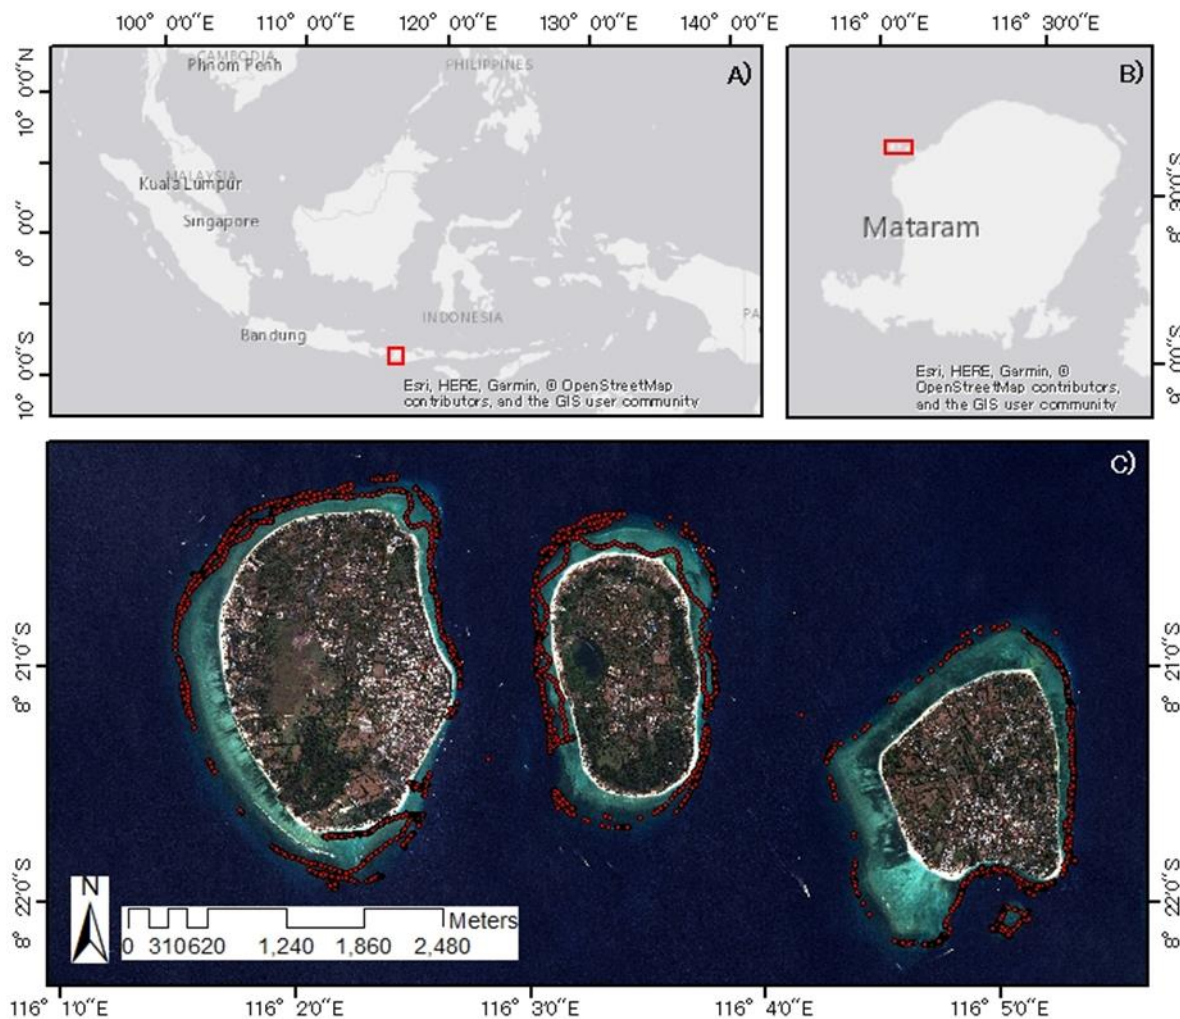 100° 0'0"E 110° 0'0"E 120° 0'0"E 130° 0'0"E 140° 0'0"E
116° 0'0"E 116° 30'0"E
10° 0'0"N
0° 0'0"
10° 0'0"S
A)
CAMBODIA
Phnom Penh
PHILIPPINES
MALAYSIA
Kuala Lumpur
Singapore
INDONESIA
PA
Bandung
Esri, HERE, Garmin, © OpenStreetMap
contributors, and the GIS user community
B)
Mataram
Esri, HERE, Garmin, ©
OpenStreetMap contributors,
and the GIS user community
8° 30'0"S
9° 0'0"S
C)
8° 21'0"S
8° 22'0"S
8° 21'0"S
8° 22'0"S
N
Meters
0 310 620 1,240 1,860 2,480
116° 1'0"E 116° 2'0"E 116° 3'0"E 116° 4'0"E 116° 5'0"E